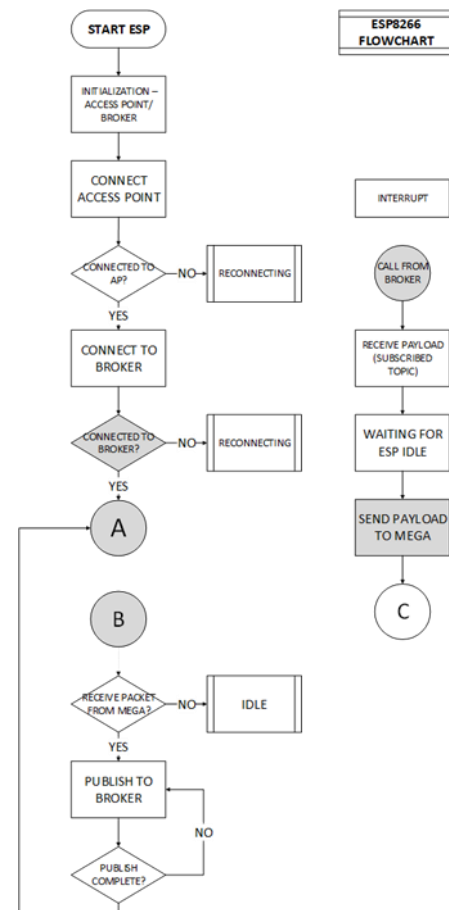 START ESP
ESP8266
FLOWCHART
INITIALIZATION –
ACCESS POINT/
BROKER
CONNECT
ACCESS POINT
CONNECTED TO
AP?
NO
RECONNECTING
YES
CONNECT TO
BROKER
CONNECTED TO
BROKER?
NO
RECONNECTING
YES
A
B
RECEIVE PACKET
FROM MEGA?
NO
IDLE
YES
PUBLISH TO
BROKER
NO
PUBLISH
COMPLETE?
INTERRUPT
CALL FROM
BROKER
RECEIVE PAYLOAD
(SUBSCRIBED
TOPIC)
WAITING FOR
ESP IDLE
SEND PAYLOAD
TO MEGA
C